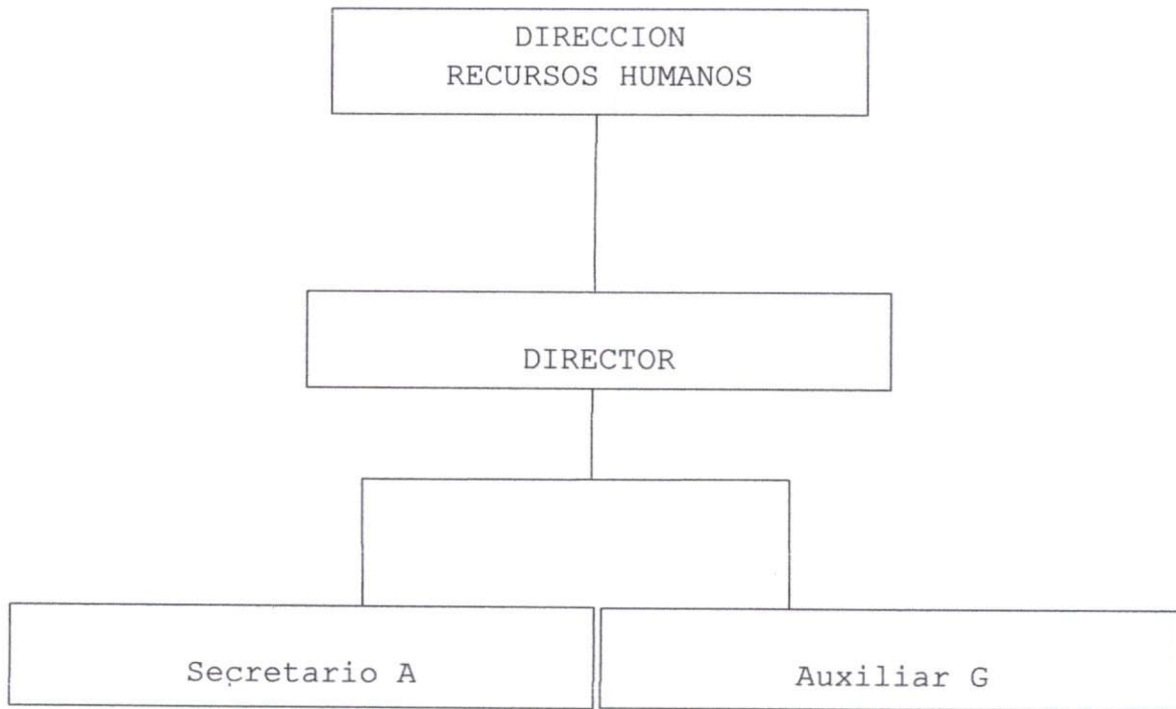 DIRECCION
RECURSOS HUMANOS
DIRECTOR
Secretario A
Auxiliar G